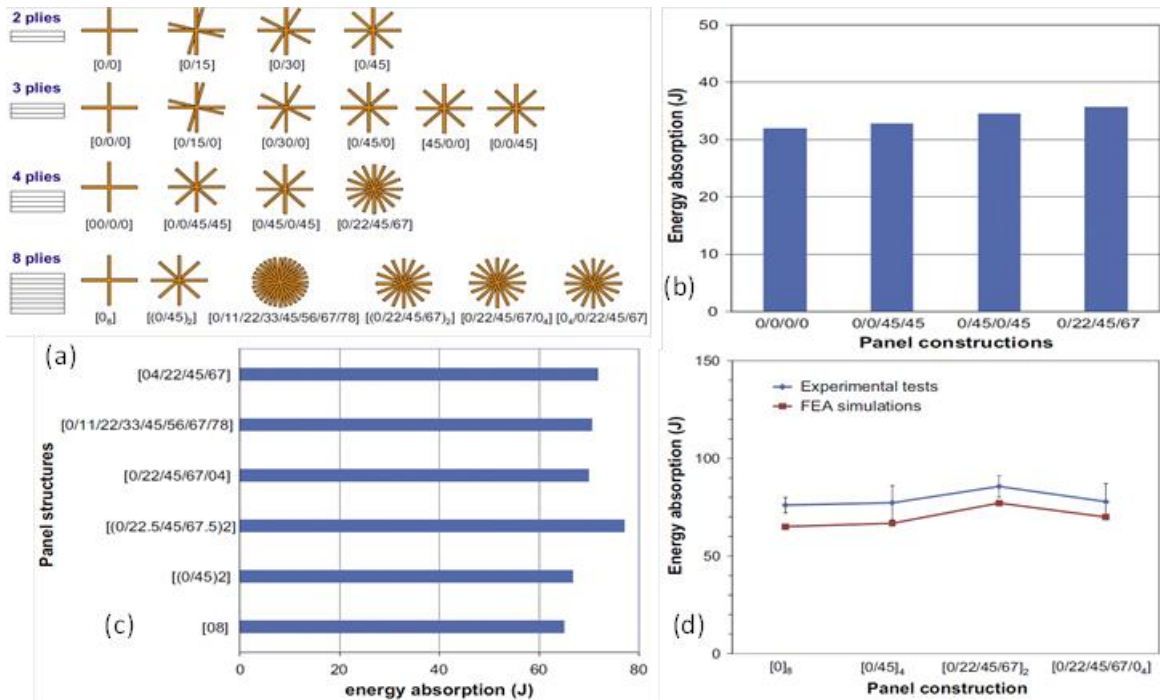 2 plies
[0/0] [0/15] [0/30] [0/45]
3 plies
[0/0/0] [0/15/0] [0/30/0] [0/45/0] [45/0/0] [0/0/45]
4 plies
[00/0/0] [0/0/45/45] [0/45/0/45] [0/22/45/67]
8 plies
[0₈] [(0/45)₂] [0/11/22/33/45/56/67/78] [(0/22/45/67)₂] [0/22/45/67/0₄] [0₄/0/22/45/67]
(a)
Energy absorption (J)
50
40
30
20
10
0
0/0/0/0 0/0/45/45 0/45/0/45 0/22/45/67
Panel constructions
(b)
Panel structures
[04/22/45/67]
[0/11/22/33/45/56/67/78]
[0/22/45/67/04]
[(0/22.5/45/67.5)2]
[(0/45)2]
[08]
0 20 40 60 80
energy absorption (J)
(c)
Energy absorption (J)
150
100
50
0
Experimental tests
FEA simulations
[0]₈ [0/45]₄ [0/22/45/67]₂ [0/22/45/67/0₄]
Panel construction
(d)